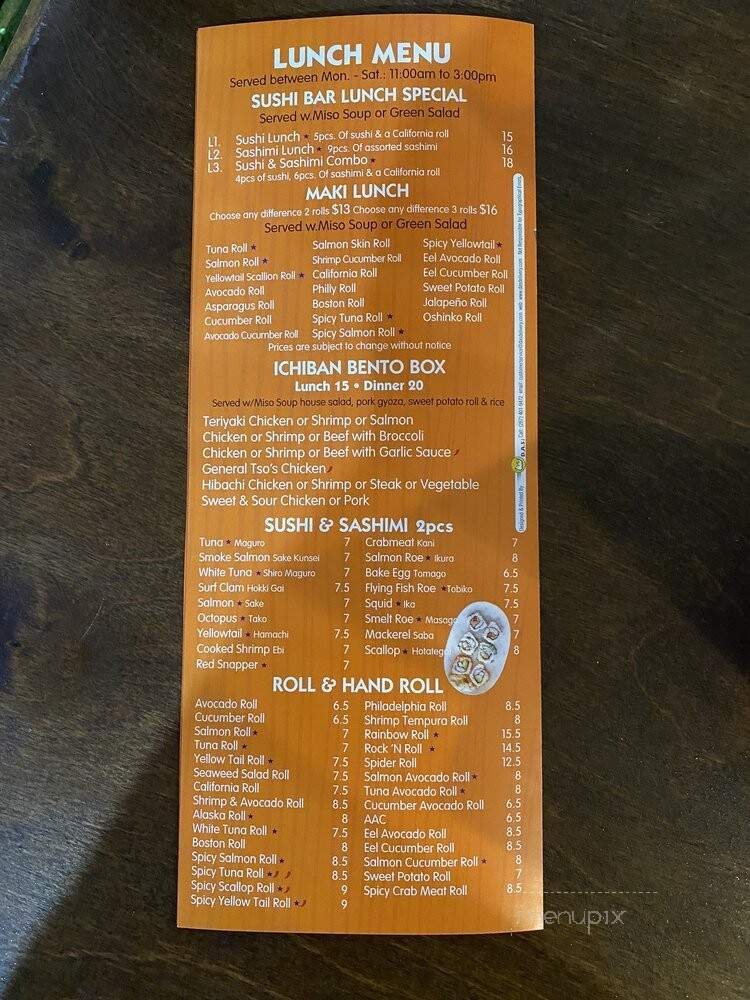 LUNCH MENU
Served between Mon. - Sat.: 11:00am to 3:00pm
SUSHI BAR LUNCH SPECIAL
Served w.Miso Soup or Green Salad
L1. Sushi Lunch ★ 5pcs. Of sushi & a California roll 15
L2. Sashimi Lunch ★ 9pcs. Of assorted sashimi 16
L3. Sushi & Sashimi Combo ★ 18
4pcs of sushi, 6pcs. Of sashimi & a California roll
MAKI LUNCH
Choose any difference 2 rolls $13 Choose any difference 3 rolls $16
Served w.Miso Soup or Green Salad
Tuna Roll ★
Salmon Roll ★
Yellowtail Scallion Roll ★
Avocado Roll
Asparagus Roll
Cucumber Roll
Avocado Cucumber Roll
Salmon Skin Roll
Shrimp Cucumber Roll
California Roll
Philly Roll
Boston Roll
Spicy Tuna Roll ★
Spicy Salmon Roll ★
Spicy Yellowtail ★
Eel Avocado Roll
Eel Cucumber Roll
Sweet Potato Roll
Jalapeño Roll
Oshinko Roll
Prices are subject to change without notice
ICHIBAN BENTO BOX
Lunch 15 • Dinner 20
Served w/Miso Soup house salad, pork gyoza, sweet potato roll & rice
Teriyaki Chicken or Shrimp or Salmon
Chicken or Shrimp or Beef with Broccoli
Chicken or Shrimp or Beef with Garlic Sauce
General Tso's Chicken
Hibachi Chicken or Shrimp or Steak or Vegetable
Sweet & Sour Chicken or Pork
SUSHI & SASHIMI 2pcs
Tuna ★ Maguro 7
Smoke Salmon Sake Kunsei 7
White Tuna ★ Shiro Maguro 7
Surf Clam Hokki Gai 7.5
Salmon ★ Sake 7
Octopus ★ Tako 7
Yellowtail ★ Hamachi 7.5
Cooked Shrimp Ebi 7
Red Snapper ★ 7
Crabmeat Kani 7
Salmon Roe ★ Ikura 8
Bake Egg Tomago 6.5
Flying Fish Roe ★Tobiko 7.5
Squid ★ Ika 7.5
Smelt Roe ★ Masago 7
Mackerel Saba 7
Scallop ★ Hotategai 8
ROLL & HAND ROLL
Avocado Roll 6.5
Cucumber Roll 6.5
Salmon Roll ★ 7
Tuna Roll ★ 7
Yellow Tail Roll ★ 7.5
Seaweed Salad Roll 7.5
California Roll 7.5
Shrimp & Avocado Roll 8.5
Alaska Roll ★ 8
White Tuna Roll ★ 7.5
Boston Roll 8
Spicy Salmon Roll ★ 8.5
Spicy Tuna Roll ★ 8.5
Spicy Scallop Roll ★ 9
Spicy Yellow Tail Roll ★ 9
Philadelphia Roll 8.5
Shrimp Tempura Roll 8
Rainbow Roll ★ 15.5
Rock 'N Roll ★ 14.5
Spider Roll 12.5
Salmon Avocado Roll ★ 8
Tuna Avocado Roll ★ 8
Cucumber Avocado Roll 6.5
AAC 6.5
Eel Avocado Roll 8.5
Eel Cucumber Roll 8.5
Salmon Cucumber Roll ★ 8
Sweet Potato Roll 7
Spicy Crab Meat Roll 8.5
Designed & Printed By D.A.S.I Call: email: web: Not Responsible for Typographical Errors.
menupix